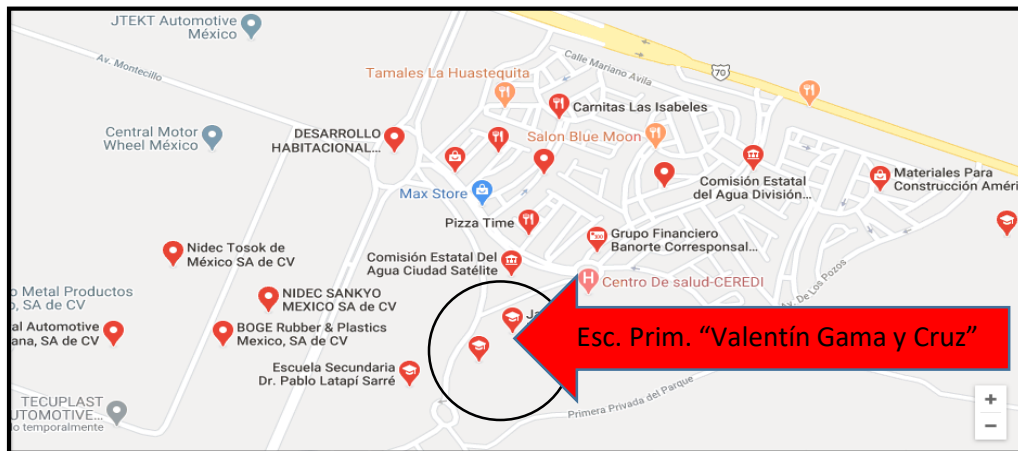 JTEKT Automotive
México
Av. Montecillo
Calle Mariano Avila
70
Tamales La Huastequita
Carnitas Las Isabeles
Central Motor
Wheel México
DESARROLLO
HABITACIONAL...
Salon Blue Moon
Comisión Estatal
del Agua División...
Materiales Para
Construcción Améri
Max Store
Pizza Time
Grupo Financiero
Banorte Corresponsal...
Nidec Tosok de
México SA de CV
Comisión Estatal Del
Agua Ciudad Satélite
Centro De salud-CEREDI
Av. De Los Pozos
o Metal Products
, SA de CV
NIDEC SANKYO
MEXICO SA de CV
al Automotive
ana, SA de CV
BOGE Rubber & Plastics
Mexico, SA de CV
Ja
Esc. Prim. “Valentín Gama y Cruz”
Escuela Secundaria
Dr. Pablo Latapí Sarré
TECUPLAST
UTOMOTIVE...
do temporalmente
Primera Privada del Parque
+
−